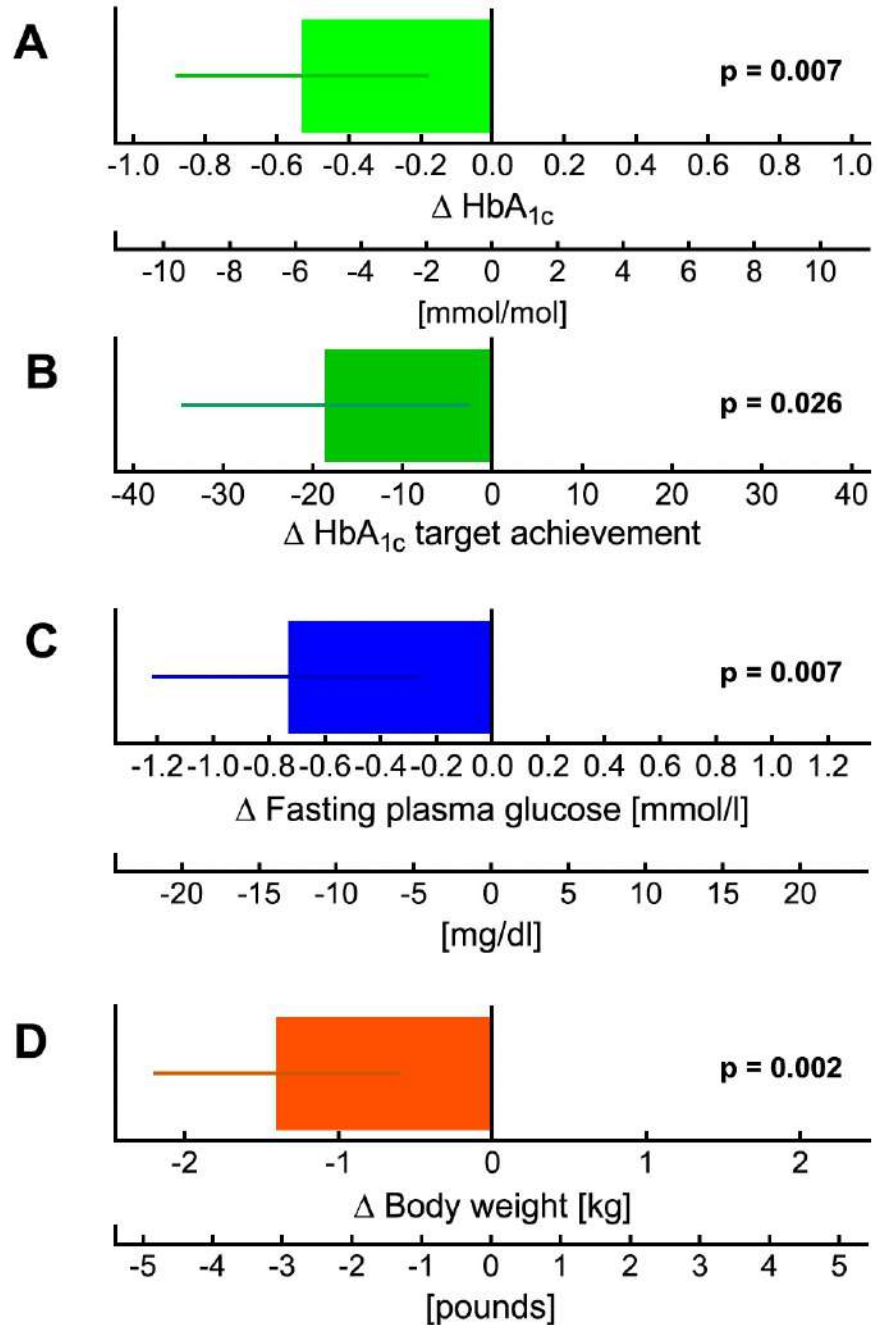 A
p = 0.007
-1.0 -0.8 -0.6 -0.4 -0.2 0.0 0.2 0.4 0.6 0.8 1.0
Δ HbA1c
-10 -8 -6 -4 -2 0 2 4 6 8 10
[mmol/mol]
B
p = 0.026
-40 -30 -20 -10 0 10 20 30 40
Δ HbA1c target achievement
C
p = 0.007
-1.2 -1.0 -0.8 -0.6 -0.4 -0.2 0.0 0.2 0.4 0.6 0.8 1.0 1.2
Δ Fasting plasma glucose [mmol/l]
-20 -15 -10 -5 0 5 10 15 20
[mg/dl]
D
p = 0.002
-2 -1 0 1 2
Δ Body weight [kg]
-5 -4 -3 -2 -1 0 1 2 3 4 5
[pounds]